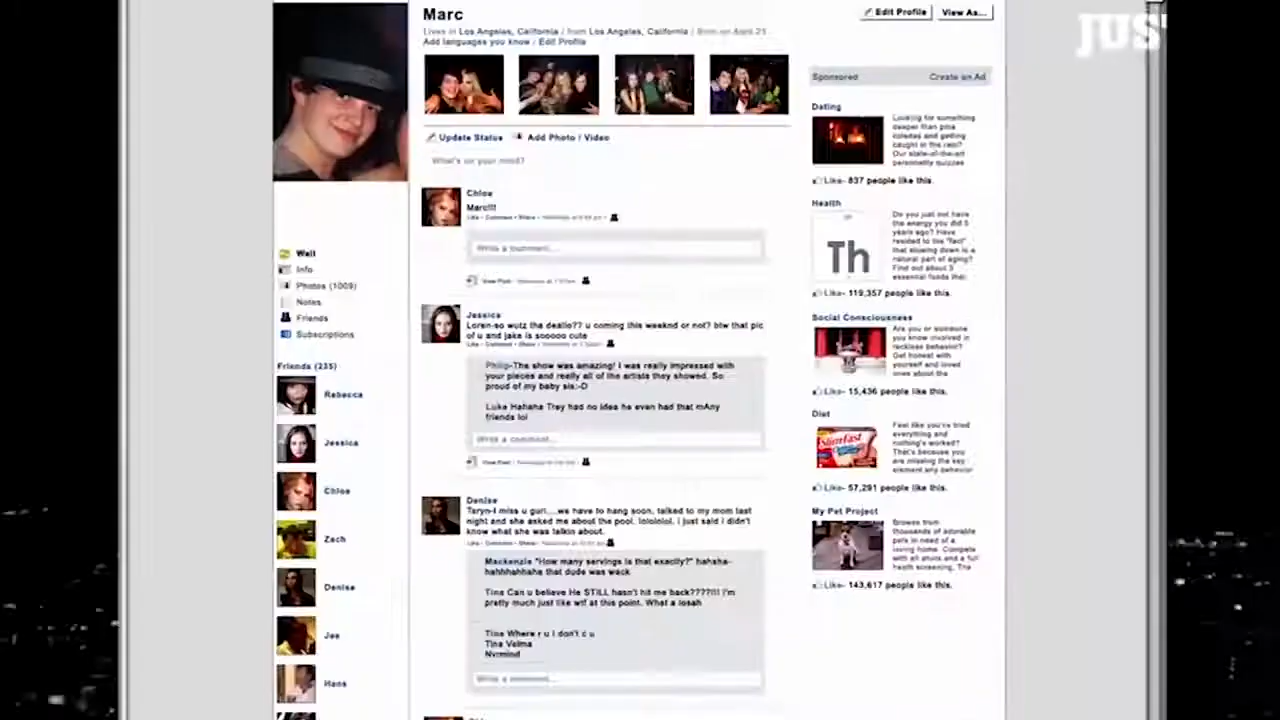 JUS
Marc
Edit Profile
View As...
Lives in Los Angeles, California / from Los Angeles, California / Born on April 21
Add languages you know / Edit Profile
Update Status
Add Photo / Video
What's on your mind?
Wall
Info
Photos (1009)
Notes
Friends
Subscriptions
Friends (235)
Rebecca
Jessica
Chloe
Zach
Denise
Jes
Hans
Chloe
Marc!!!
Like • Comment • Share •
Write a comment...
View Post
Jessica
Loren-so wutz tha deallo?? u coming this weeknd or not? btw that pic
of u and jake is sooooo cute
Like • Comment • Share •
Philip-The show was amazing! I was really impressed with
your pieces and really all of the artists they showed. So
proud of my baby sis:-D
Luke Hahaha Trey had no idea he even had that mAny
friends lol
Write a comment...
View Post
Denise
Taryn-I miss u gurl....we have to hang soon, talked to my mom last
night and she asked me about the pool. lolololol. i just said i didn't
know what she was talkin about.
Like • Comment • Share •
Mackenzie "How many servings is that exactly?" hahaha-
hahhhhahaha that dude was wack
Tina Can u believe He STILL hasn't hit me back????!!! I'm
pretty much just like wtf at this point. What a losah
Tina Where r u I don't c u
Tina Velma
Nvrmind
Write a comment...
Sponsored
Create an Ad
Dating
Looking for something
deeper than pina
coladas and getting
caught in the rain?
Our state-of-the-art
personality quizzes
Like- 837 people like this.
Health
Th
Do you just not have
the energy you did 5
years ago? Have
resided to the "fact"
that slowing down is a
natural part of aging?
Find out about 3
essential foods that
Like- 119,357 people like this.
Social Consciousness
Are you or someone
you know involved in
reckless behavior?
Get honest with
yourself and loved
ones about the
Like- 15,436 people like this.
Diet
SlimFast
Feel like you've tried
everything and
nothing's worked?
That's because you
are missing the key
element any behavior
Like- 57,291 people like this.
My Pet Project
Browse from
thousands of adorable
pets in need of a
loving home. Complete
with all shots and a full
health screening, The
Like- 143,617 people like this.